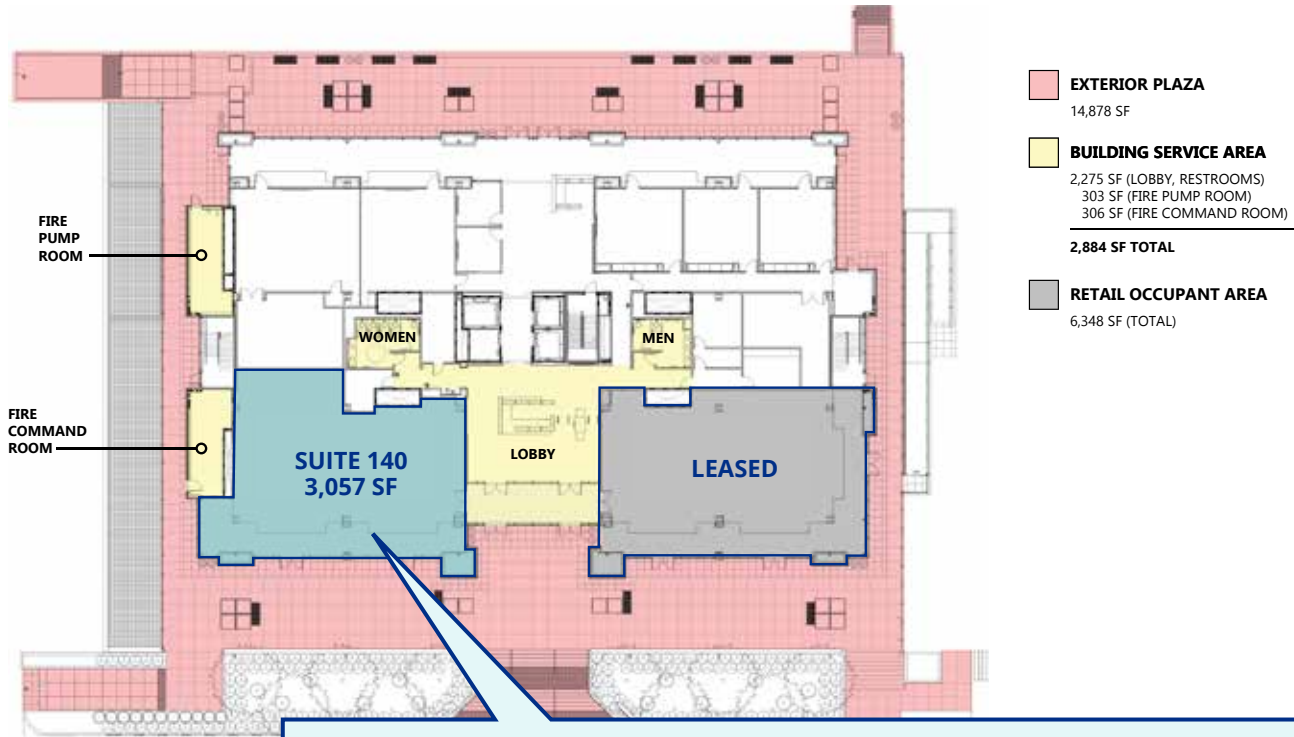 EXTERIOR PLAZA
14,878 SF
BUILDING SERVICE AREA
2,275 SF (LOBBY, RESTROOMS)
303 SF (FIRE PUMP ROOM)
306 SF (FIRE COMMAND ROOM)
2,884 SF TOTAL
RETAIL OCCUPANT AREA
6,348 SF (TOTAL)
FIRE
PUMP
ROOM
WOMEN
MEN
FIRE
COMMAND
ROOM
SUITE 140
3,057 SF
LOBBY
LEASED